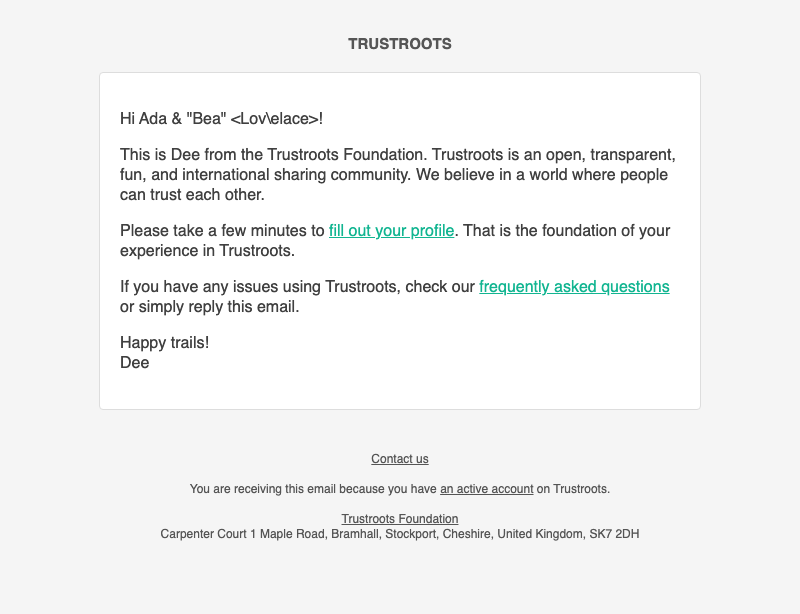 TRUSTROOTS
Hi Ada & "Bea" <Lov\elace>!
This is Dee from the Trustroots Foundation. Trustroots is an open, transparent,
fun, and international sharing community. We believe in a world where people
can trust each other.
Please take a few minutes to fill out your profile. That is the foundation of your
experience in Trustroots.
If you have any issues using Trustroots, check our frequently asked questions
or simply reply this email.
Happy trails!
Dee
Contact us
You are receiving this email because you have an active account on Trustroots.
Trustroots Foundation
Carpenter Court 1 Maple Road, Bramhall, Stockport, Cheshire, United Kingdom, SK7 2DH